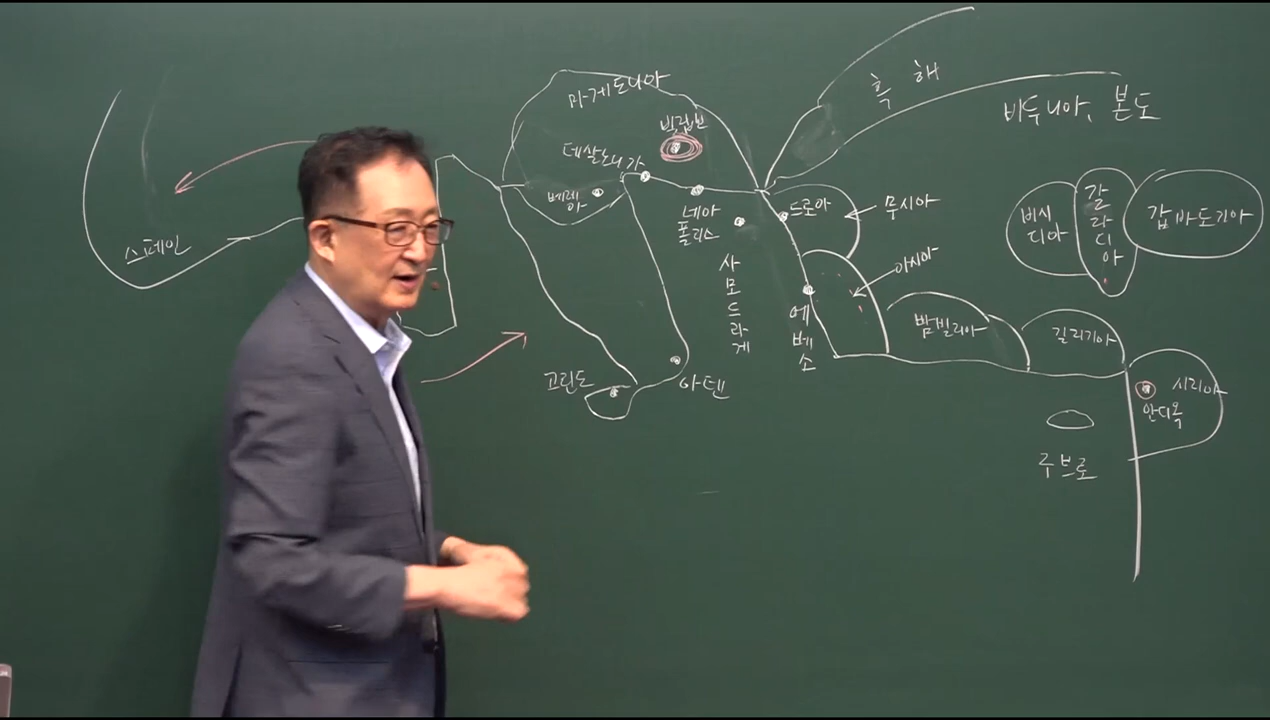 흑 해
마게도니아
비두니아, 본도
빌립보
데살로니가
베레아
네아폴리스
드로아
무시아
갈라디아
비시디아
갑바도기아
스페인
사모드라게
아시아
에베소
밤빌리아
길리기아
고린도
아덴
시리아
안디옥
구브로